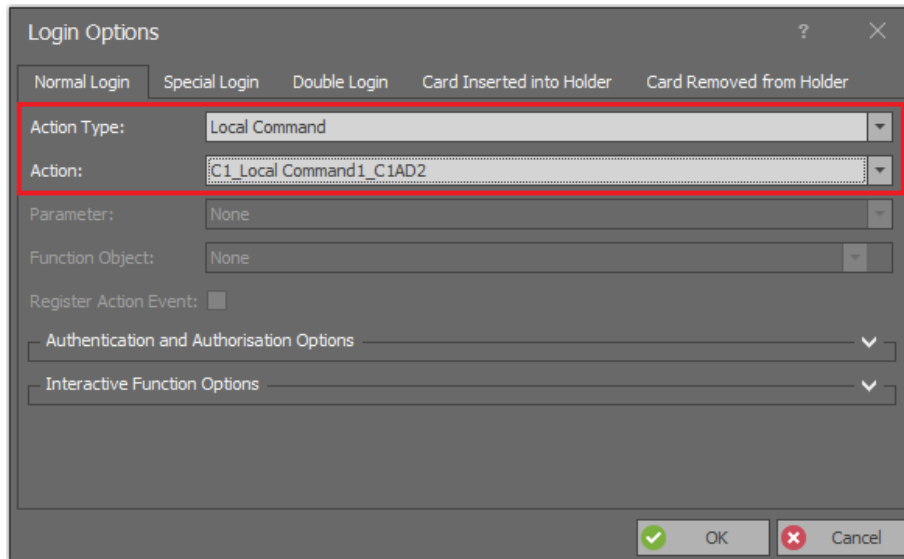 Login Options ?
Normal Login Special Login Double Login Card Inserted into Holder Card Removed from Holder
Action Type: Local Command
Action: C1_Local Command1_C1AD2
Parameter: None
Function Object: None
Register Action Event:
Authentication and Authorisation Options
Interactive Function Options
OK Cancel